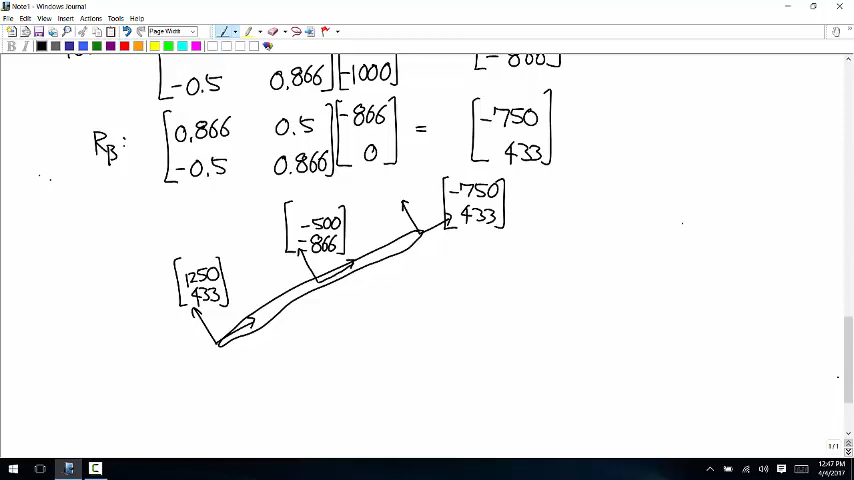 Note1 - Windows Journal
File Edit View Insert Actions Tools Help
Page Width
B I
[-0.5 0.866] [-1000] [-866]
R_B: [0.866 0.5
-0.5 0.866] [-866
0] = [-750
433]
[-750
433]
[-500
-866]
[1250
433]
1/1
12:47 PM
4/4/2017